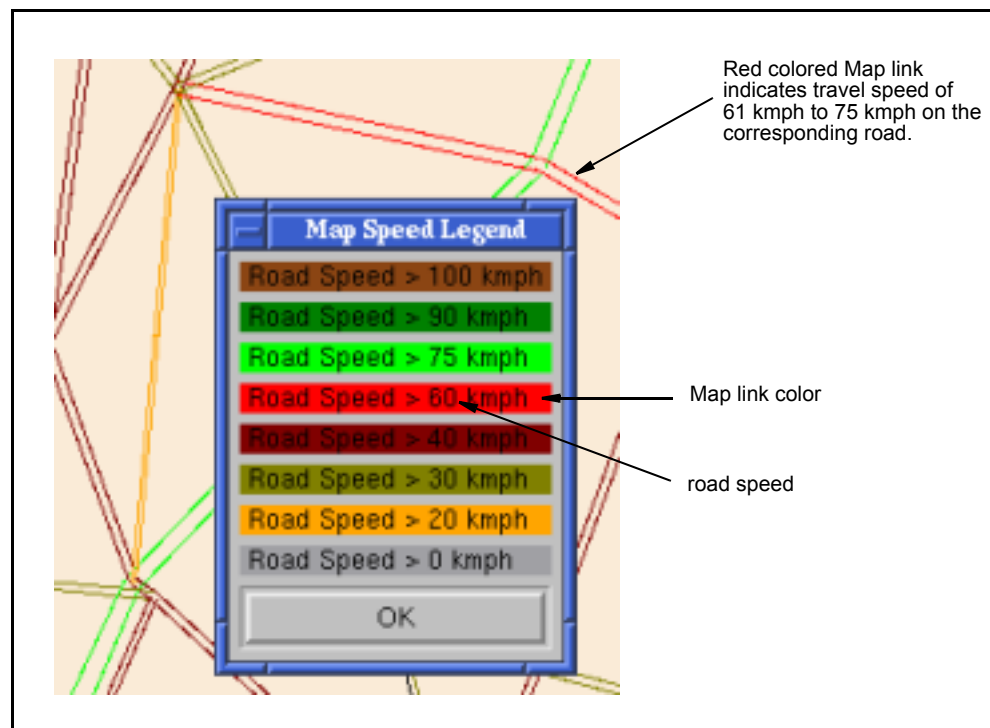 Red colored Map link
indicates travel speed of
61 kmph to 75 kmph on the
corresponding road.
Map Speed Legend
Road Speed > 100 kmph
Road Speed > 90 kmph
Road Speed > 75 kmph
Road Speed > 60 kmph
Map link color
Road Speed > 40 kmph
Road Speed > 30 kmph
road speed
Road Speed > 20 kmph
Road Speed > 0 kmph
OK